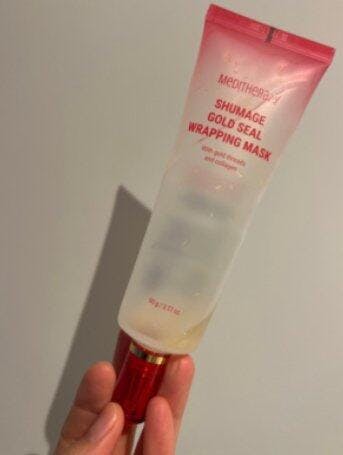 MEDITHERAPY
SHUMAGE
GOLD SEAL
WRAPPING MASK
With gold threads
and collagen